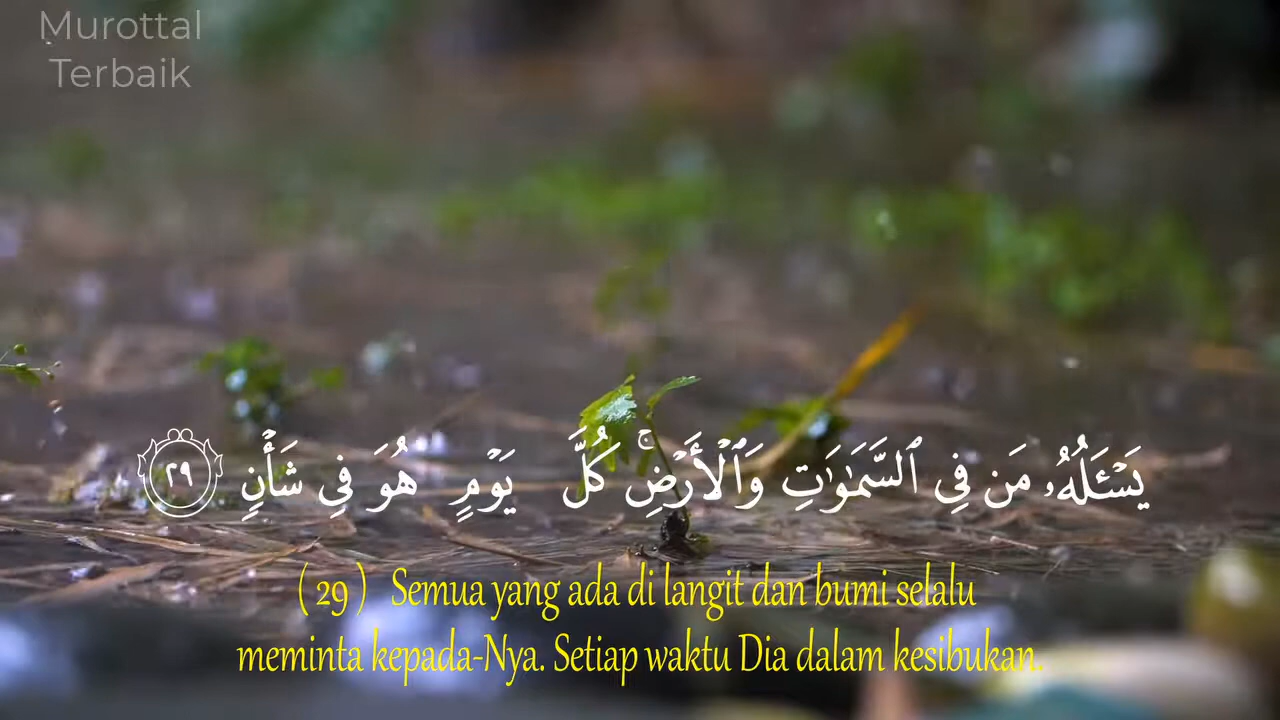 Murottal
Terbaik
يَسْـَٔلُهُۥ مَن فِى ٱلسَّمَـٰوَٰتِ وَٱلْأَرْضِ ۚ كُلَّ يَوْمٍ هُوَ فِى شَأْنٍ ٢٩
( 29 ) Semua yang ada di langit dan bumi selalu
meminta kepada-Nya. Setiap waktu Dia dalam kesibukan.